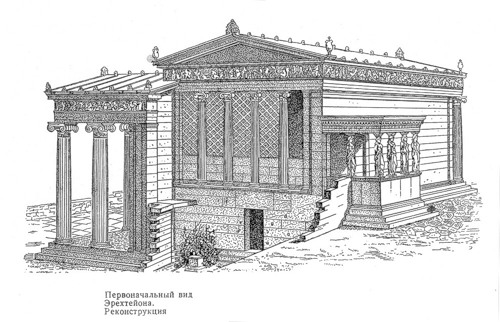 Первоначальный вид
Эрехтейона.
Реконструкция